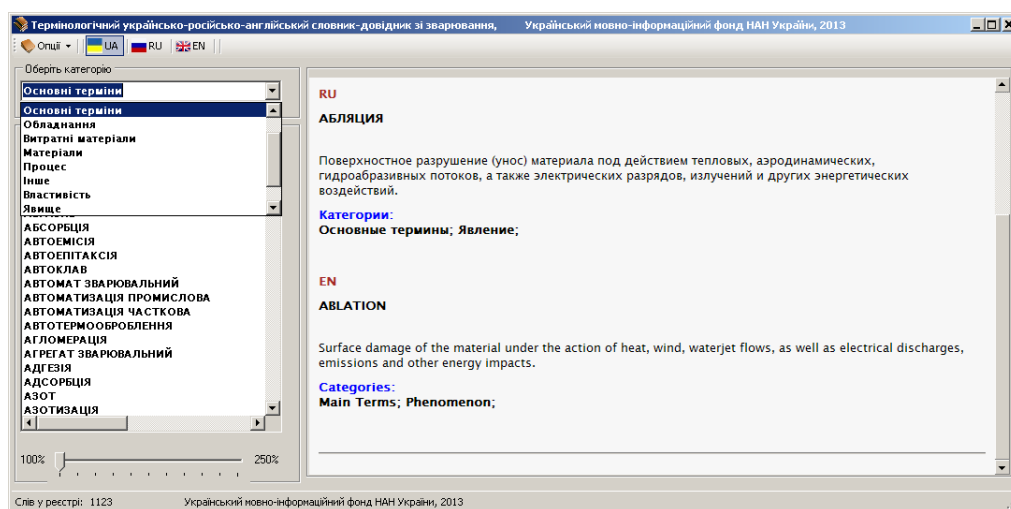 Термінологічний українсько-російсько-англійський словник-довідник зі зварювання, Український мовно-інформаційний фонд НАН України, 2013
Опції UA RU EN
Оберіть категорію
Основні терміни
Основні терміни
Обладнання
Витратні матеріали
Матеріали
Процес
Інше
Властивість
Явище
АБСОРБЦІЯ
АВТОЕМІСІЯ
АВТОЕПІТАКСІЯ
АВТОКЛАВ
АВТОМАТ ЗВАРЮВАЛЬНИЙ
АВТОМАТИЗАЦІЯ ПРОМИСЛОВА
АВТОМАТИЗАЦІЯ ЧАСТКОВА
АВТОТЕРМООБРОБЛЕННЯ
АГЛОМЕРАЦІЯ
АГРЕГАТ ЗВАРЮВАЛЬНИЙ
АДГЕЗІЯ
АДСОРБЦІЯ
АЗОТ
АЗОТИЗАЦІЯ
100% 250%
RU
АБЛЯЦИЯ
Поверхностное разрушение (унос) материала под действием тепловых, аэродинамических,
гидроабразивных потоков, а также электрических разрядов, излучений и других энергетических
воздействий.
Категории:
Основные термины; Явление;
EN
ABLATION
Surface damage of the material under the action of heat, wind, waterjet flows, as well as electrical discharges,
emissions and other energy impacts.
Categories:
Main Terms; Phenomenon;
Слів у реєстрі: 1123 Український мовно-інформаційний фонд НАН України, 2013